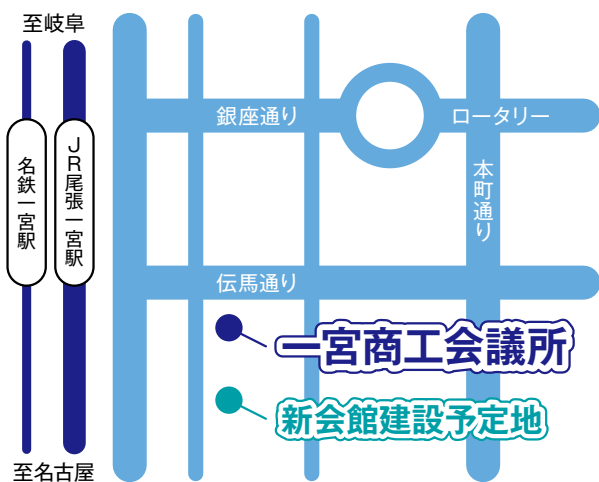 至岐阜
名鉄一宮駅
JR尾張一宮駅
銀座通り
ロータリー
本町通り
伝馬通り
一宮商工会議所
新会館建設予定地
至名古屋